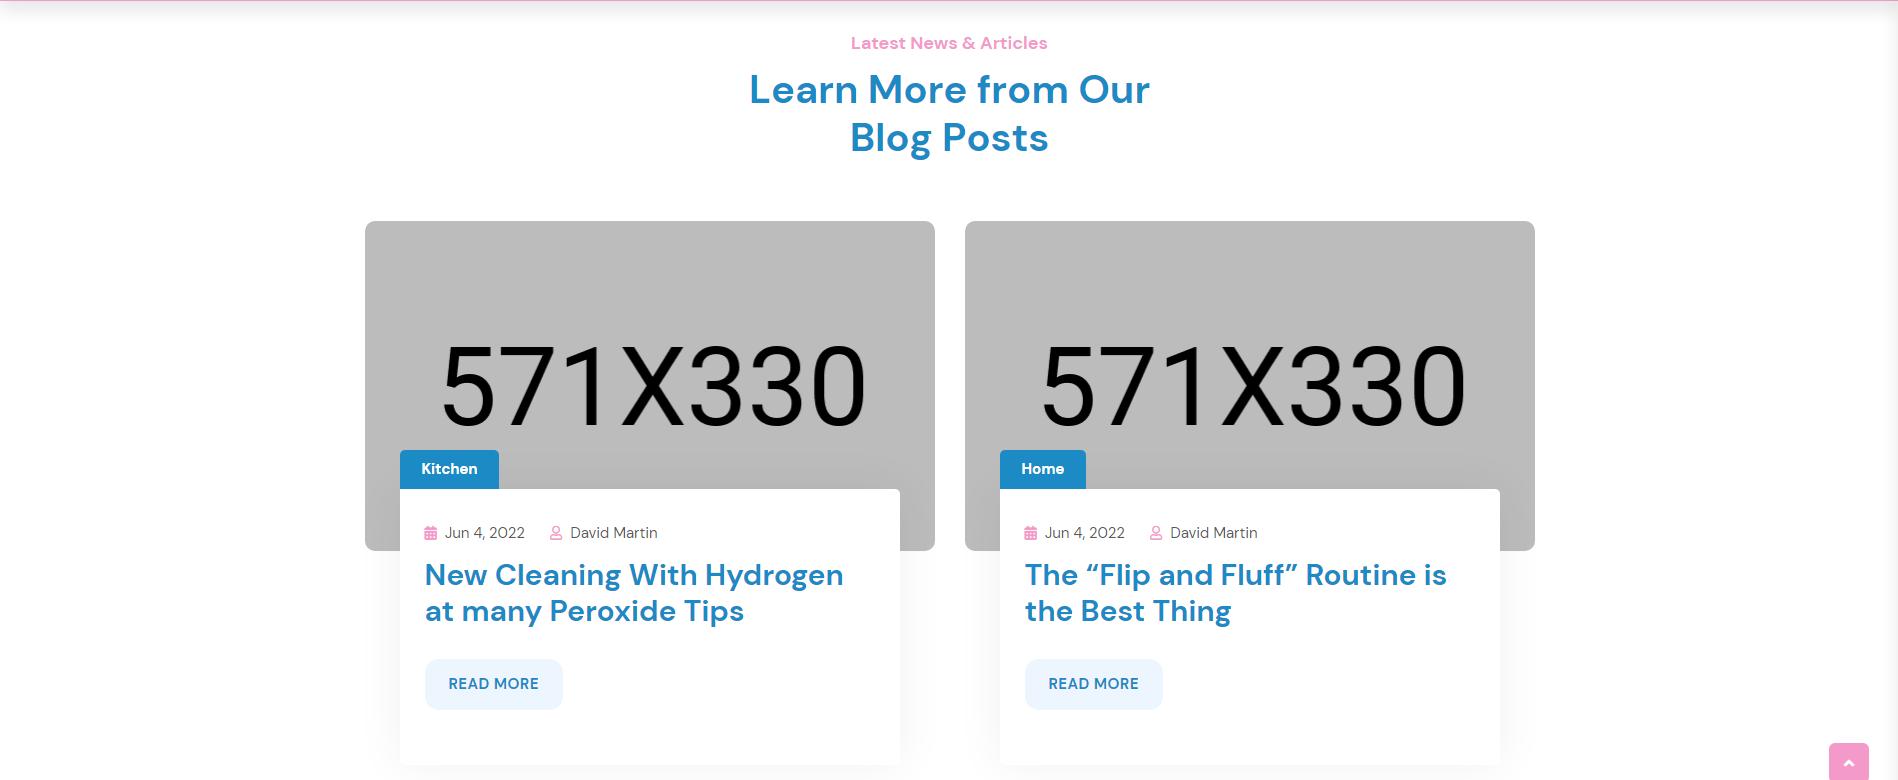 Latest News & Articles
Learn More from Our
Blog Posts
571X330
Kitchen
Jun 4, 2022 David Martin
New Cleaning With Hydrogen
at many Peroxide Tips
READ MORE
571X330
Home
Jun 4, 2022 David Martin
The “Flip and Fluff” Routine is
the Best Thing
READ MORE